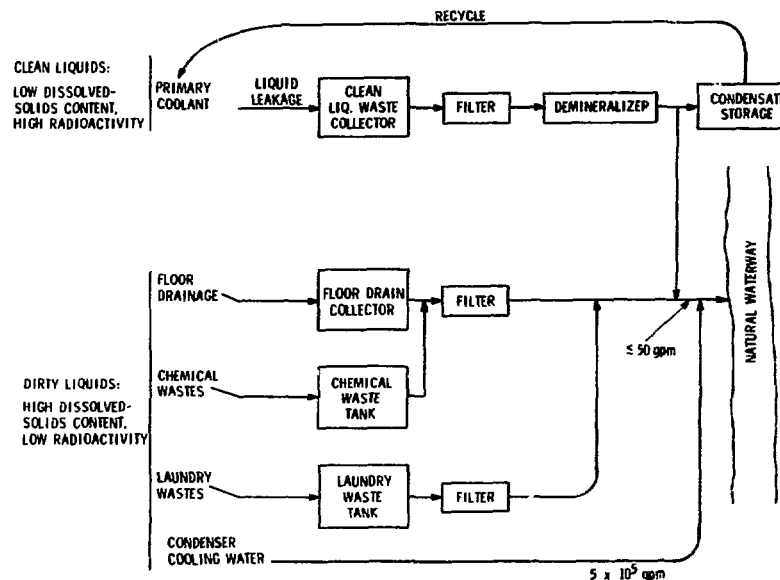 RECYCLE
CLEAN LIQUIDS:
LOW DISSOLVED-
SOLIDS CONTENT,
HIGH RADIOACTIVITY
PRIMARY
COOLANT
LIQUID
LEAKAGE
CLEAN
LIQ. WASTE
COLLECTOR
FILTER
DEMINERALIZEP
CONDENSAT
STORAGE
NATURAL WATERWAY
FLOOR
DRAINAGE
FLOOR DRAIN
COLLECTOR
FILTER
≤ 50 gpm
DIRTY LIQUIDS:
HIGH DISSOLVED-
SOLIDS CONTENT,
LOW RADIOACTIVITY
CHEMICAL
WASTES
CHEMICAL
WASTE
TANK
LAUNDRY
WASTES
LAUNDRY
WASTE
TANK
FILTER
CONDENSER
COOLING WATER
5 x 10⁵ gpm